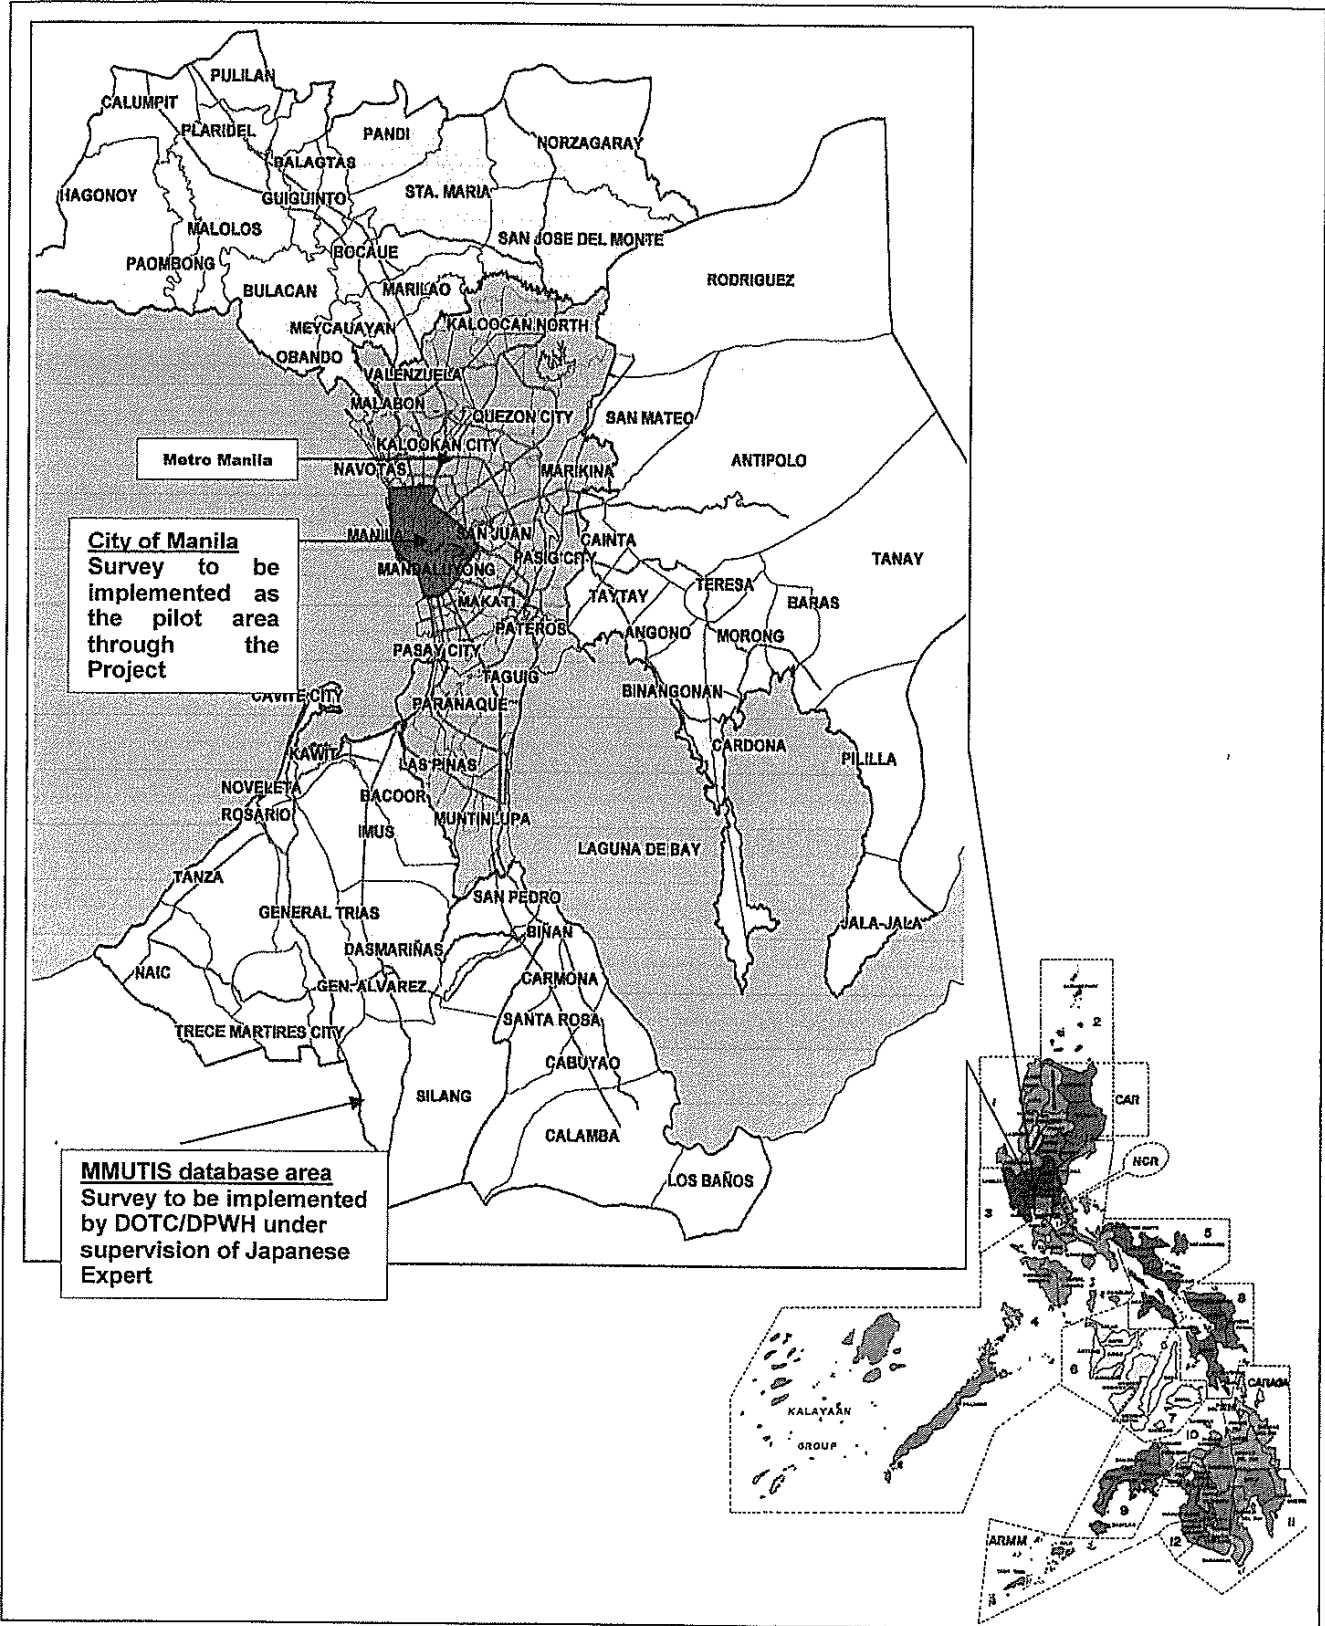 PULILAN
CALUMPIT
PLARIDEL
PANDI
NORZAGARAY
BALAGTAS
HAGONOY
GUIGUINTO
STA. MARIA
MALOLOS
SAN JOSE DEL MONTE
BOCAUE
PAOMBONG
RODRIGUEZ
BULACAN
MARILAO
MEYCAUAYAN
KALOOCAN NORTH
OBANDO
VALENZUELA
MALABON
QUEZON CITY
SAN MATEO
KALOOKAN CITY
Metro Manila
ANTIPOLO
NAVOTAS
MARIKINA
MANILA
SAN JUAN
CAINTA
City of Manila
Survey to be
implemented as
the pilot area
through the
Project
PASIG CITY
TANAY
MANDALUYONG
TERESA
TAYTAY
MAKATI
BARAS
PATEROS
ANGONO
MORONG
PASAY CITY
TAGUIG
BINANGONAN
CAVITE CITY
PARANAQUE
CARDONA
KAWIT
LAS PINAS
PILILLA
NOVELETA
BACOOR
ROSARIO
MUNTINLUPA
IMUS
LAGUNA DE BAY
TANZA
SAN PEDRO
GENERAL TRIAS
JALA-JALA
BIÑAN
DASMARIÑAS
NAIC
CARMONA
GEN. ALVAREZ
SANTA ROSA
TRECE MARTIRES CITY
CABUYAO
SILANG
CALAMBA
LOS BAÑOS
MMUTIS database area
Survey to be implemented
by DOTC/DPWH under
supervision of Japanese
Expert
2
1
CAR
NCR
3
5
4
8
6
CARAGA
7
KALAYAAN
GROUP
10
9
11
ARMM
12